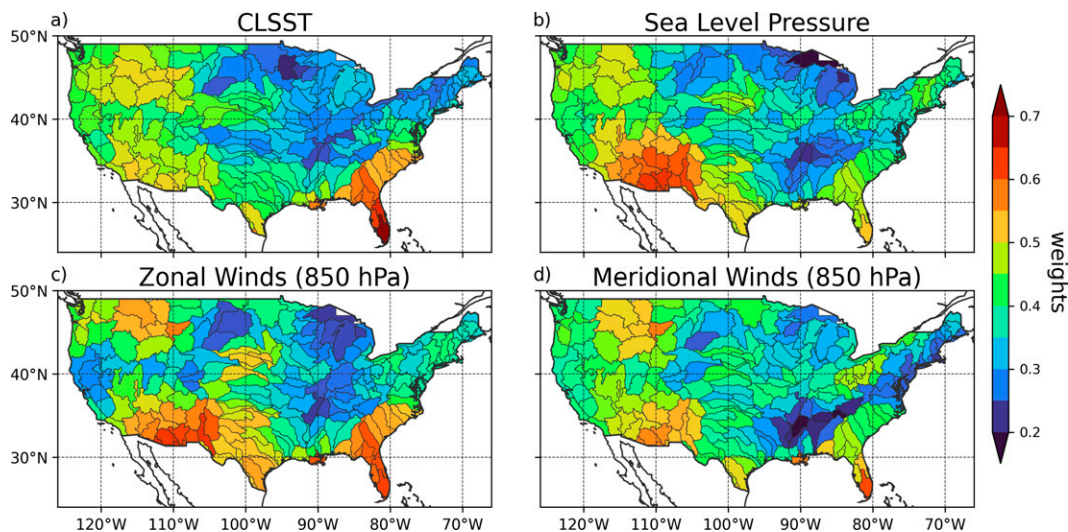 a) CLSST
b) Sea Level Pressure
50°N
40°N
30°N
c) Zonal Winds (850 hPa)
d) Meridional Winds (850 hPa)
50°N
40°N
30°N
120°W 110°W 100°W 90°W 80°W 70°W
120°W 110°W 100°W 90°W 80°W 70°W
0.7
0.6
0.5
0.4
0.3
0.2
weights